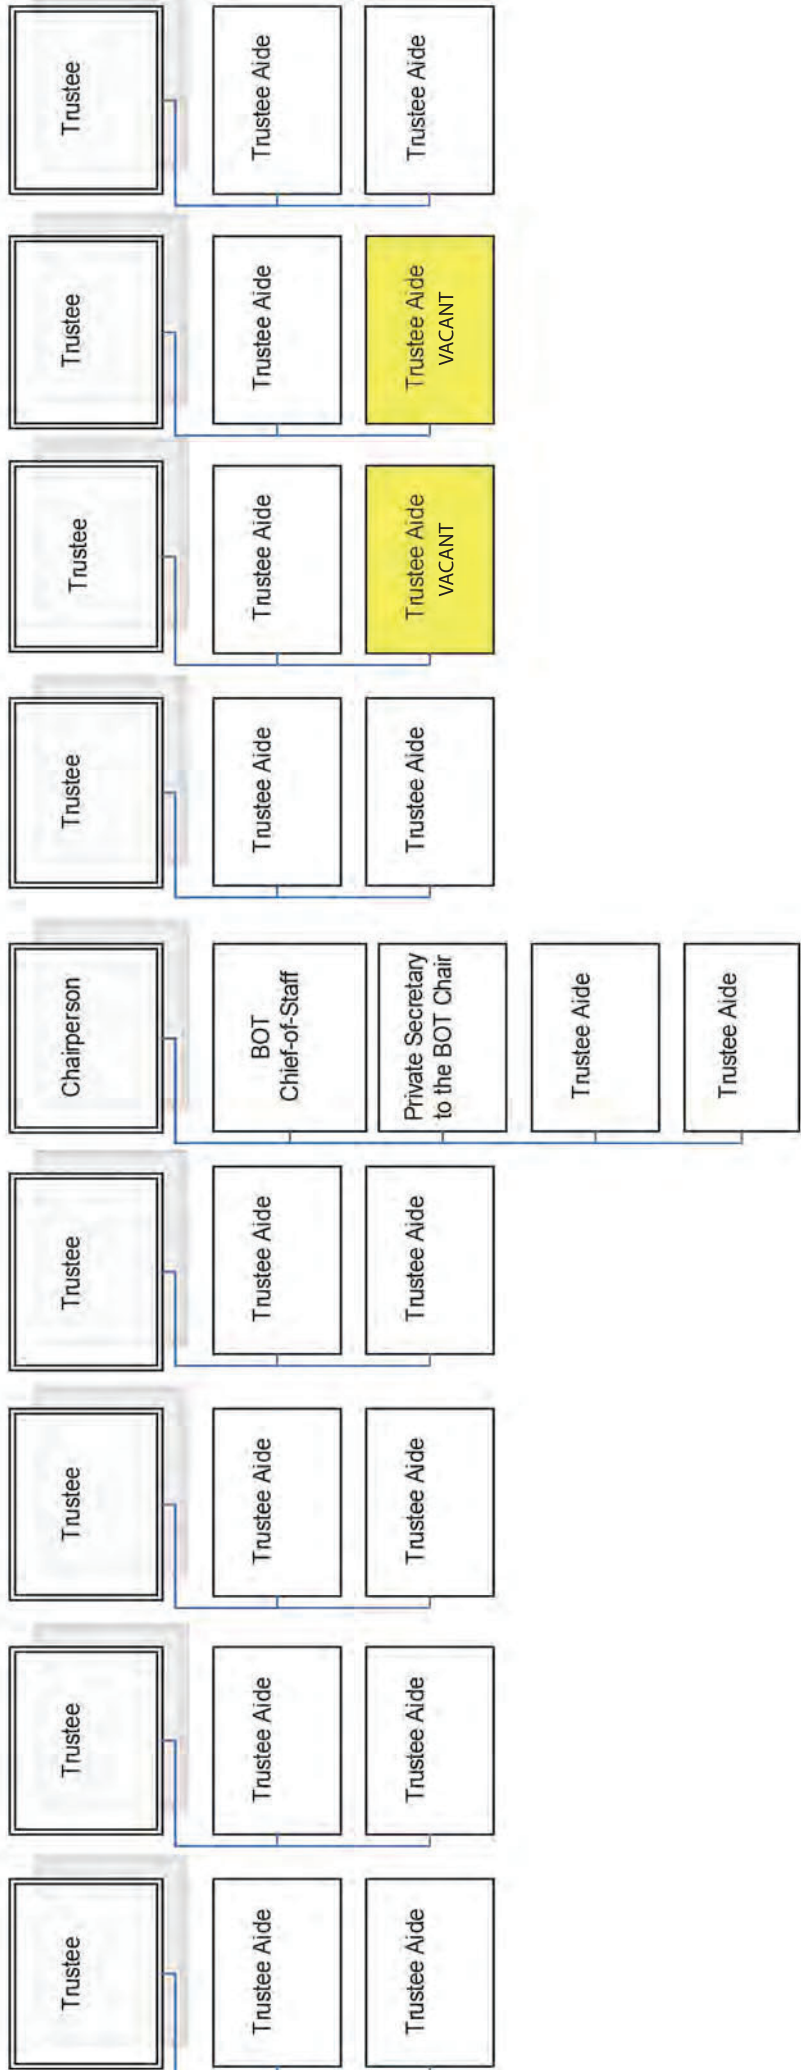 Trustee
Trustee Aide
Trustee Aide
Trustee
Trustee Aide
Trustee Aide
Trustee
Trustee Aide
Trustee Aide
Trustee
Trustee Aide
Trustee Aide
Chairperson
BOT
Chief-of-Staff
Private Secretary
to the BOT Chair
Trustee Aide
Trustee Aide
Trustee
Trustee Aide
Trustee Aide
Trustee
Trustee Aide
Trustee Aide
VACANT
Trustee
Trustee Aide
Trustee Aide
VACANT
Trustee
Trustee Aide
Trustee Aide